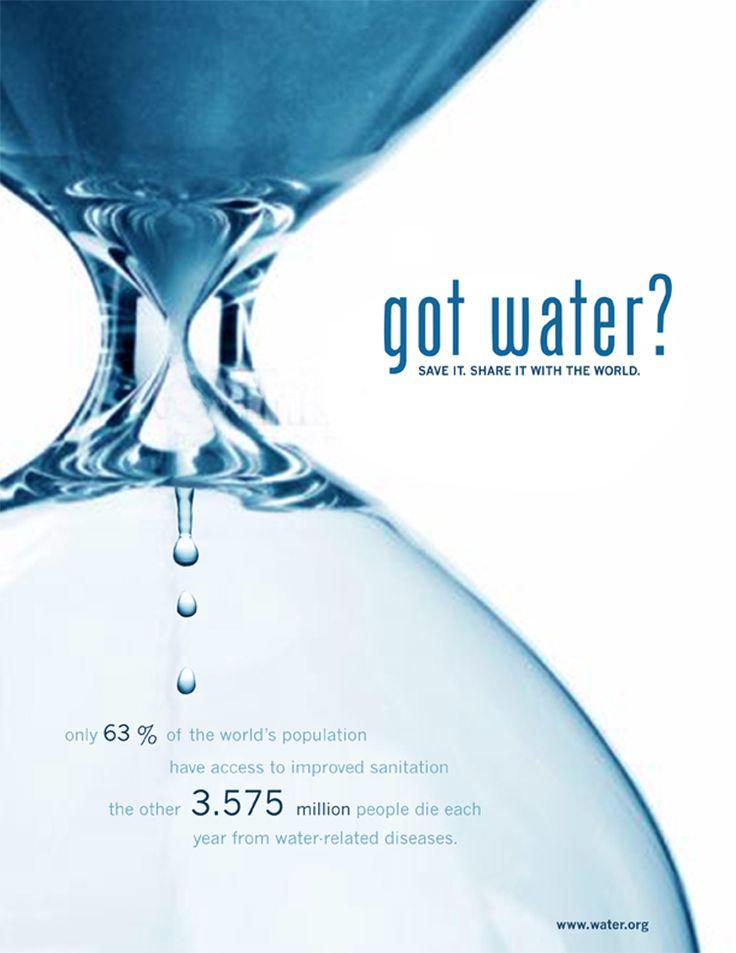 got water?
SAVE IT. SHARE IT WITH THE WORLD.
only 63 % of the world's population
have access to improved sanitation
the other 3.575 million people die each
year from water-related diseases.
www.water.org